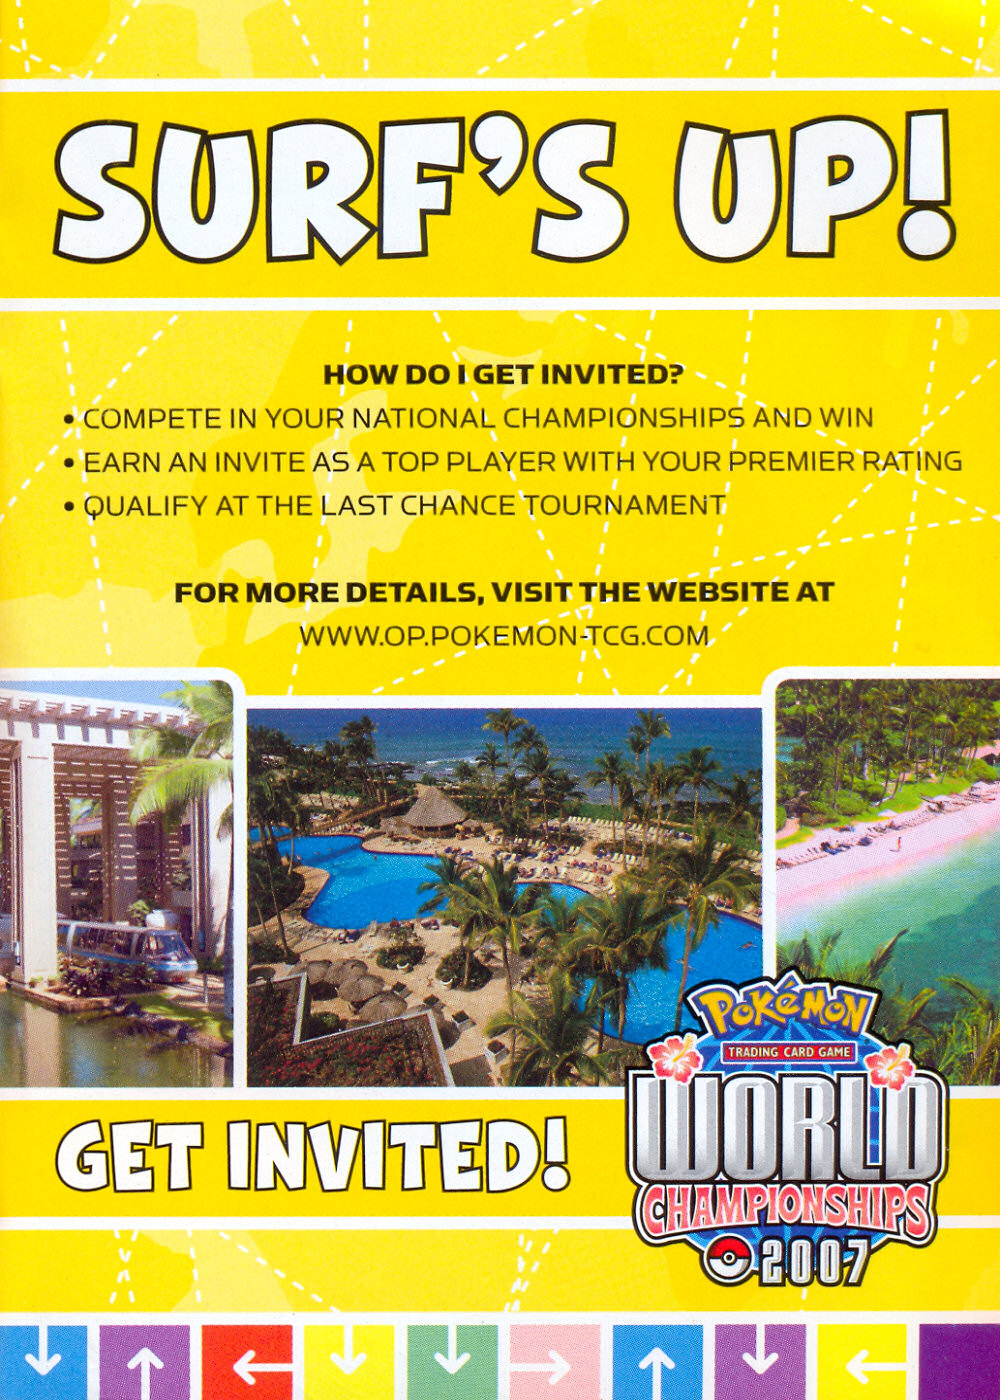 SURF'S UP!
HOW DO I GET INVITED?
• COMPETE IN YOUR NATIONAL CHAMPIONSHIPS AND WIN
• EARN AN INVITE AS A TOP PLAYER WITH YOUR PREMIER RATING
• QUALIFY AT THE LAST CHANCE TOURNAMENT
FOR MORE DETAILS, VISIT THE WEBSITE AT
WWW.OP.POKEMON-TCG.COM
GET INVITED!
POKéMON
TRADING CARD GAME
WORLD
CHAMPIONSHIPS
2007